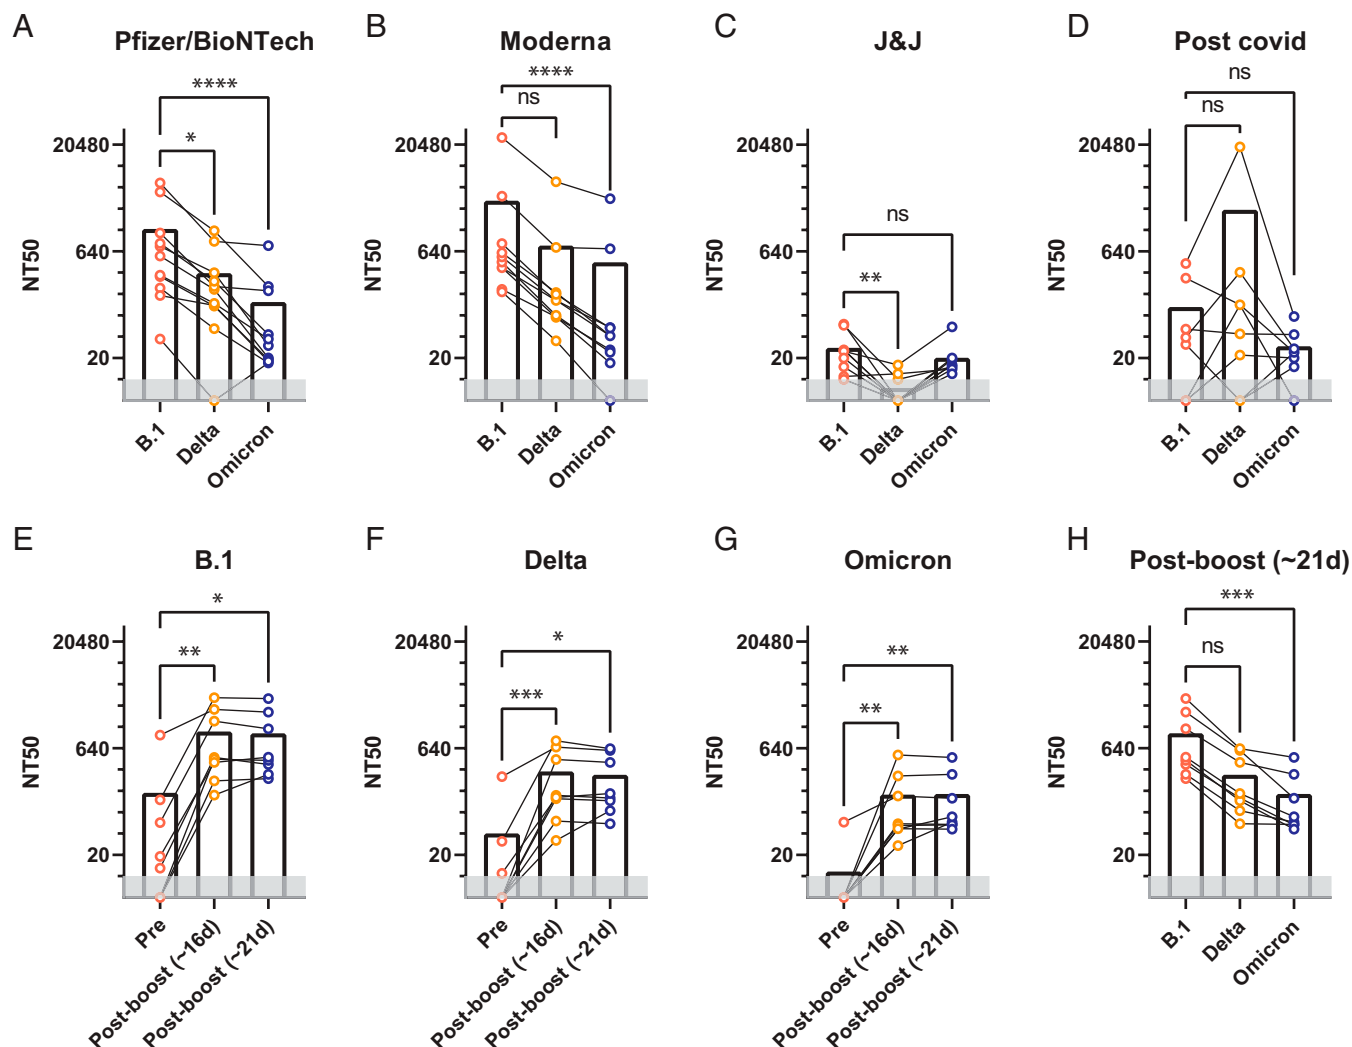 A
Pfizer/BioNTech
****
*
20480
640
20
NT50
B.1
Delta
Omicron
B
Moderna
****
ns
20480
640
20
NT50
B.1
Delta
Omicron
C
J&J
ns
**
20480
640
20
NT50
B.1
Delta
Omicron
D
Post covid
ns
ns
20480
640
20
NT50
B.1
Delta
Omicron
E
B.1
*
**
20480
640
20
NT50
Pre
Post-boost (~16d)
Post-boost (~21d)
F
Delta
*
***
20480
640
20
NT50
Pre
Post-boost (~16d)
Post-boost (~21d)
G
Omicron
**
**
20480
640
20
NT50
Pre
Post-boost (~16d)
Post-boost (~21d)
H
Post-boost (~21d)
***
ns
20480
640
20
NT50
B.1
Delta
Omicron